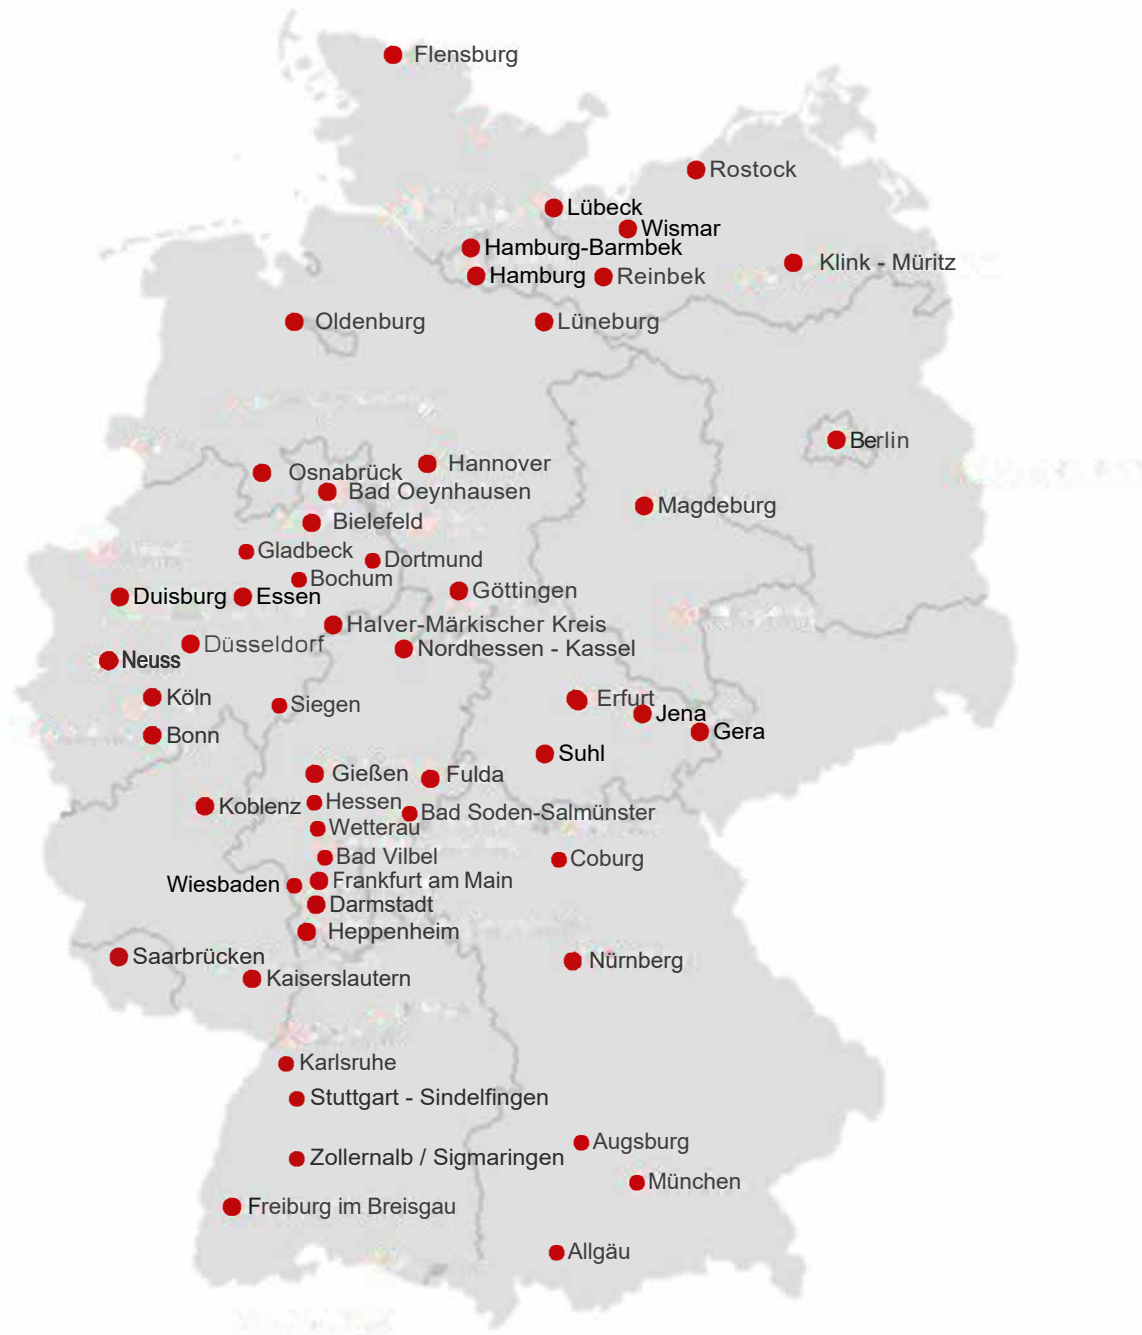 Flensburg
Rostock
Lübeck
Wismar
Hamburg-Barmbek
Klink - Müritz
Hamburg
Reinbek
Oldenburg
Lüneburg
Berlin
Hannover
Osnabrück
Bad Oeynhausen
Magdeburg
Bielefeld
Gladbeck
Dortmund
Bochum
Göttingen
Duisburg
Essen
Halver-Märkischer Kreis
Düsseldorf
Nordhessen - Kassel
Neuss
Köln
Siegen
Erfurt
Jena
Gera
Bonn
Suhl
Gießen
Fulda
Hessen
Koblenz
Bad Soden-Salmünster
Wetterau
Bad Vilbel
Coburg
Frankfurt am Main
Wiesbaden
Darmstadt
Heppenheim
Saarbrücken
Nürnberg
Kaiserslautern
Karlsruhe
Stuttgart - Sindelfingen
Augsburg
Zollernalb / Sigmaringen
München
Freiburg im Breisgau
Allgäu